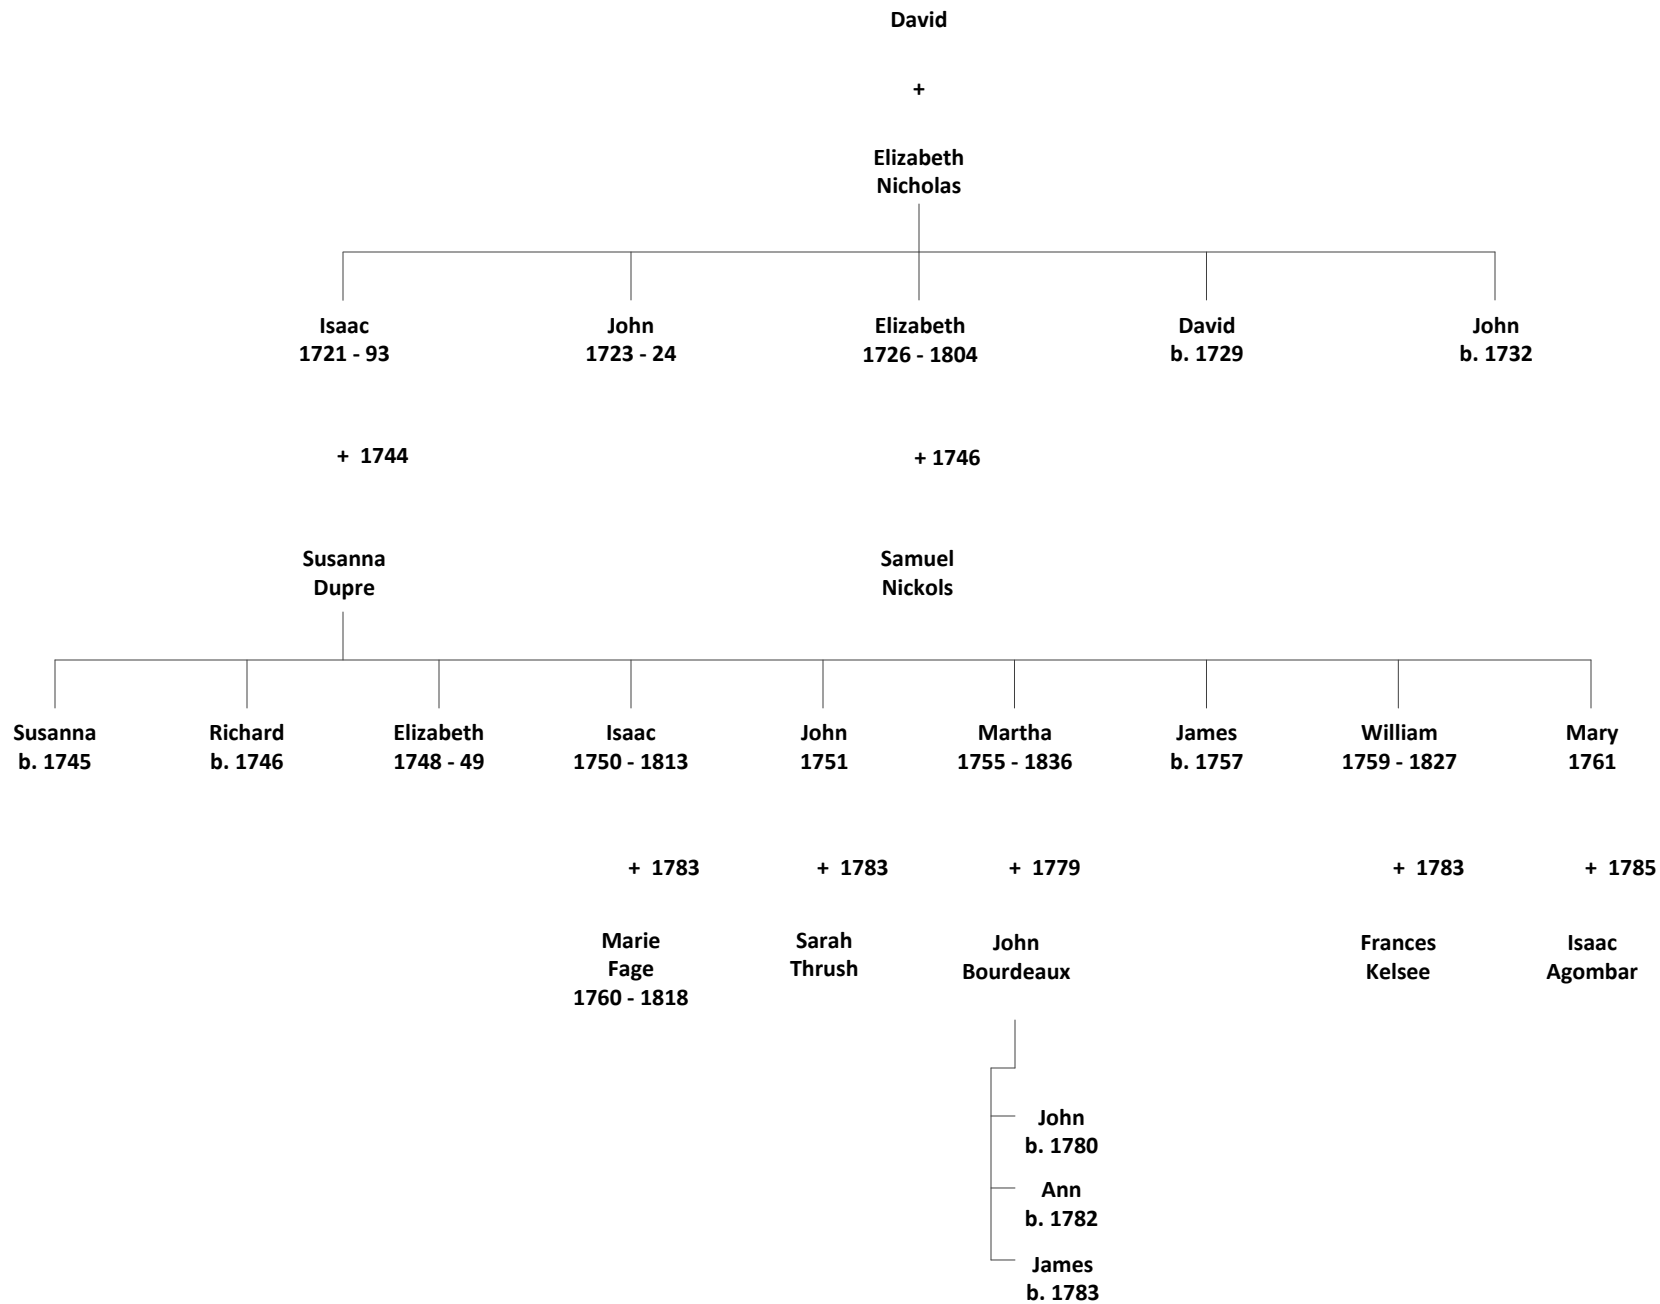 David
+
Elizabeth
Nicholas
Isaac
1721 - 93
John
1723 - 24
Elizabeth
1726 - 1804
David
b. 1729
John
b. 1732
+ 1744
+ 1746
Susanna
Dupre
Samuel
Nickols
Susanna
b. 1745
Richard
b. 1746
Elizabeth
1748 - 49
Isaac
1750 - 1813
John
1751
Martha
1755 - 1836
James
b. 1757
William
1759 - 1827
Mary
1761
+ 1783
+ 1783
+ 1779
+ 1783
+ 1785
Marie
Fage
1760 - 1818
Sarah
Thrush
John
Bourdeaux
Frances
Kelsee
Isaac
Agombar
John
b. 1780
Ann
b. 1782
James
b. 1783